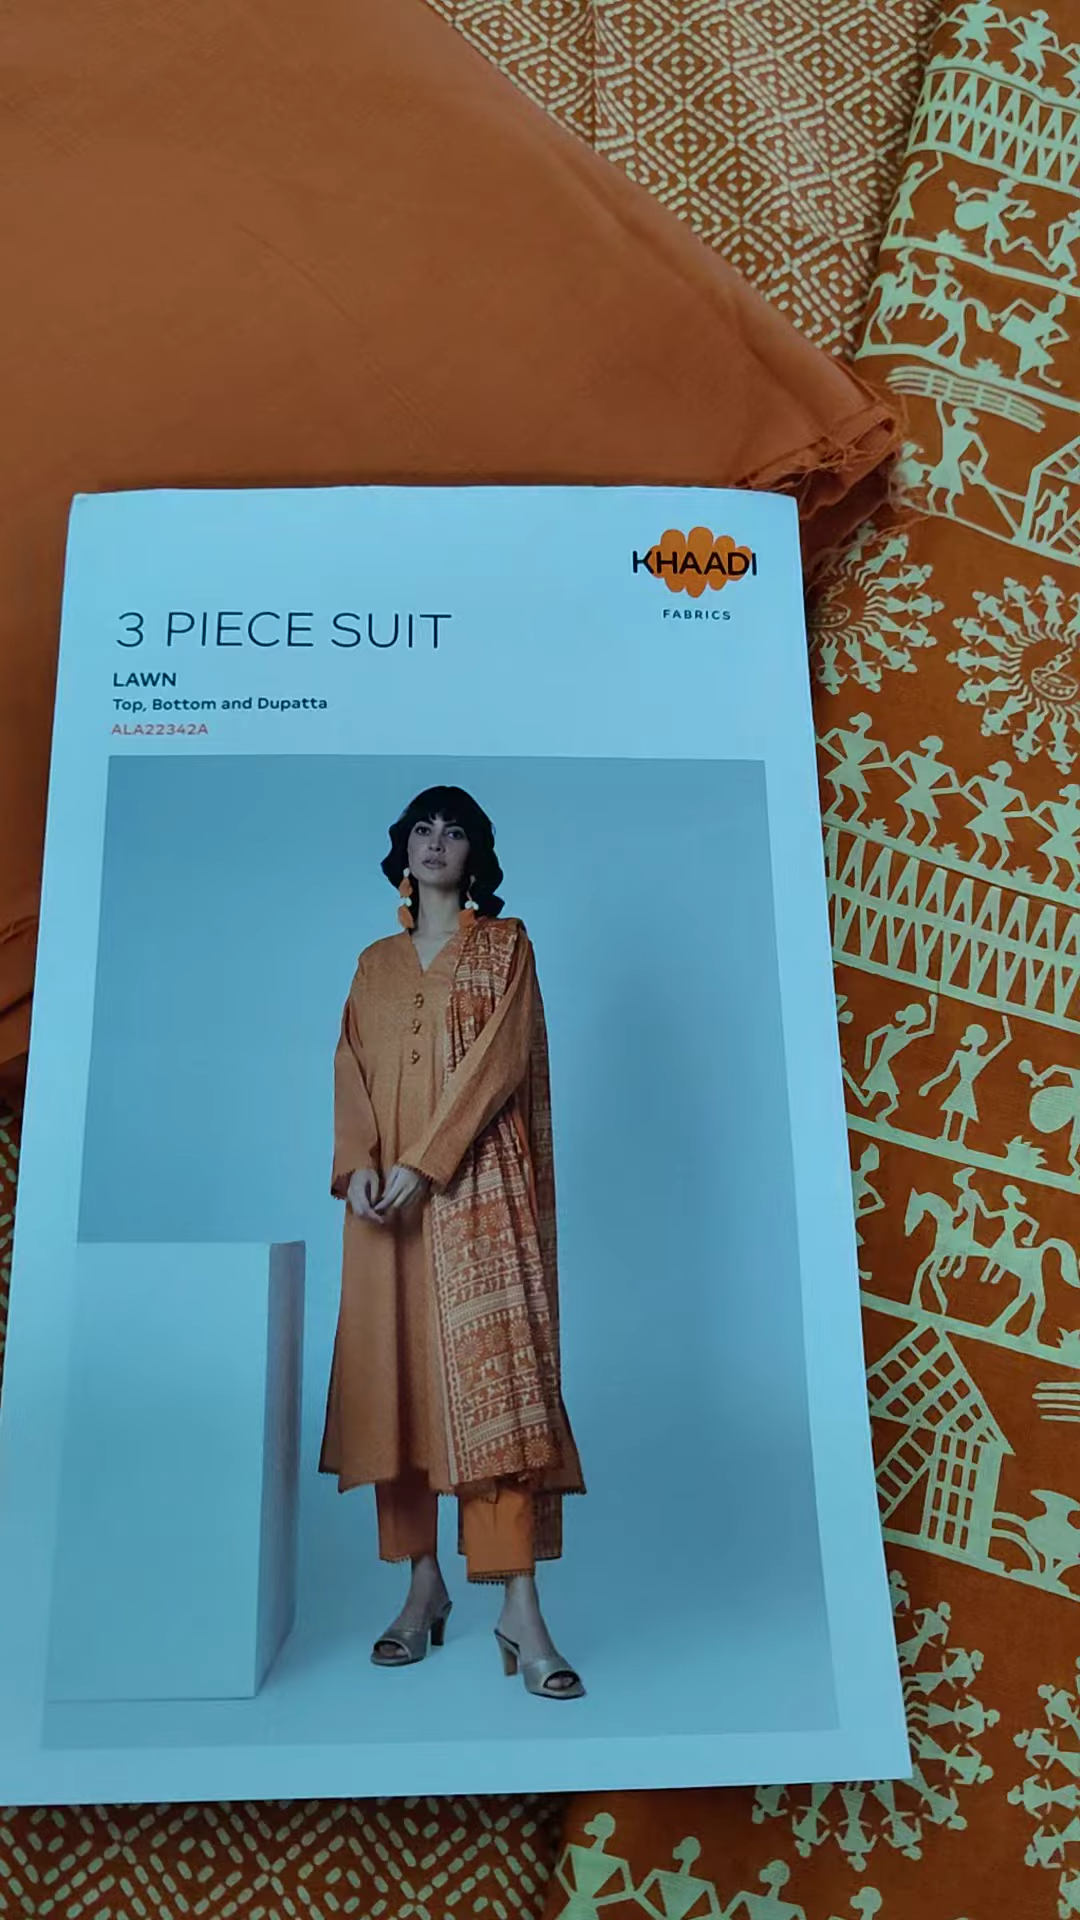 KHAADI
FABRICS
3 PIECE SUIT
LAWN
Top, Bottom and Dupatta
ALA22342A